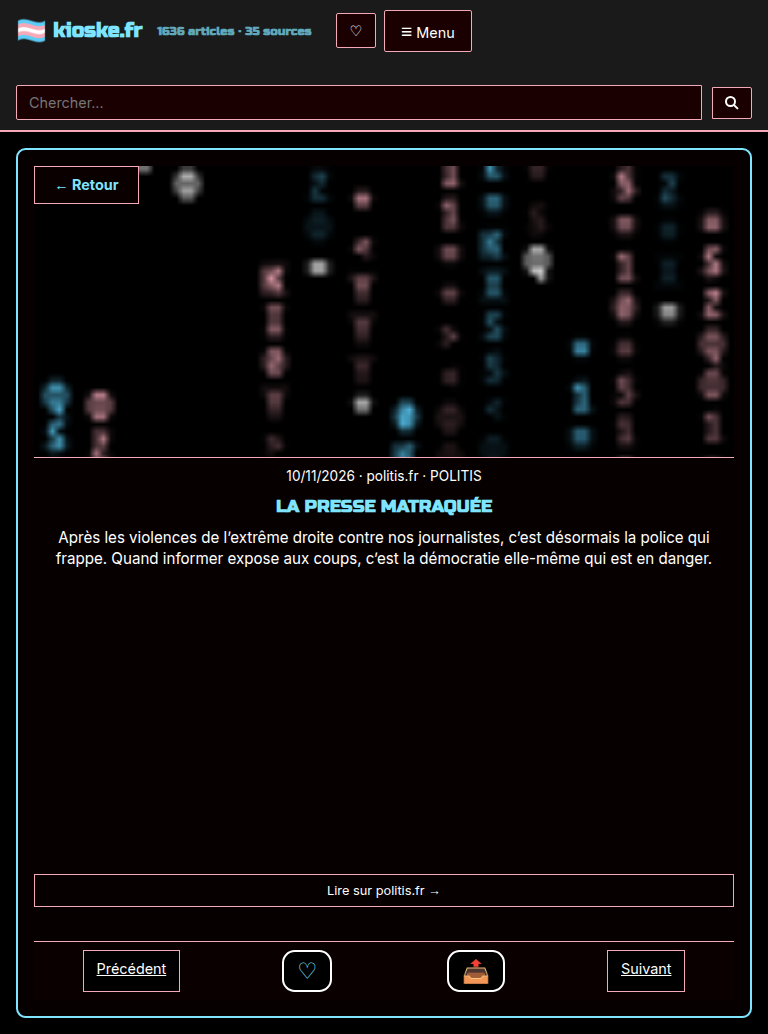 kioske.fr
1636 articles · 35 sources
♡
≡ Menu
Chercher...
← Retour
10/11/2026 · politis.fr · POLITIS
LA PRESSE MATRAQUÉE
Après les violences de l’extrême droite contre nos journalistes, c’est désormais la police qui
frappe. Quand informer expose aux coups, c’est la démocratie elle-même qui est en danger.
Lire sur politis.fr →
Précédent
♡
Suivant